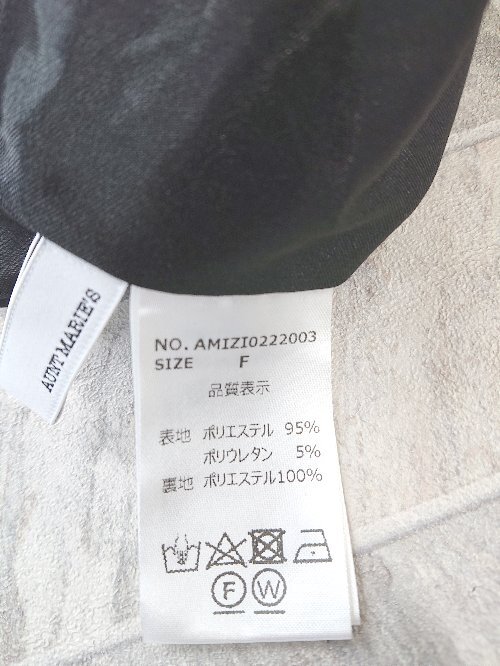 AUNT MARIE'S
NO. AMIZI0222003
SIZE F
品質表示
表地 ポリエステル 95%
ポリウレタン 5%
裏地 ポリエステル100%
F W